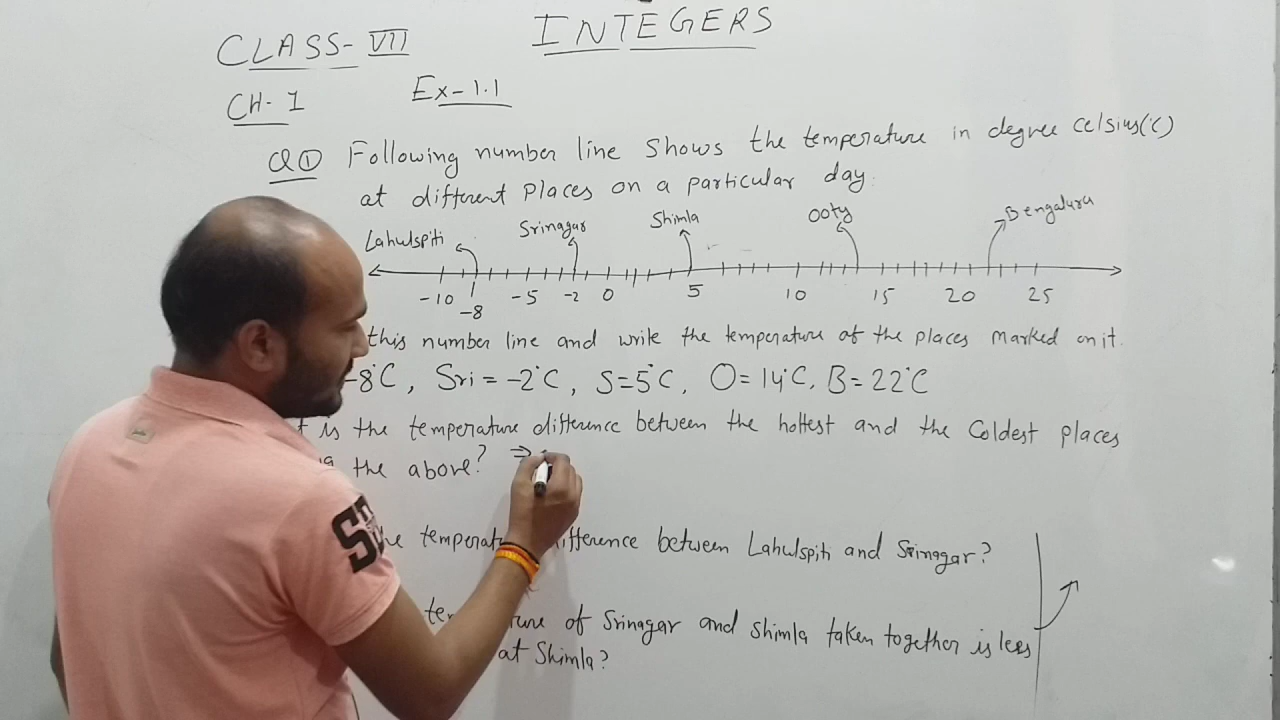 INTEGERS
CLASS-VII
CH-1 Ex-1.1
Q① Following number line shows the temperature in degree celsius(°C)
at different places on a particular day.
Lahulspiti Srinagar Shimla Ooty Bengaluru
-10 -8 -5 -2 0 5 10 15 20 25
this number line and write the temperature of the places marked on it.
-8°C, Sri = -2°C, S=5°C, O=14°C, B=22°C
is the temperature difference between the hottest and the coldest places
the above? ⇒
temperature difference between Lahulspiti and Srinagar?
of Srinagar and Shimla taken together is less
at Shimla?